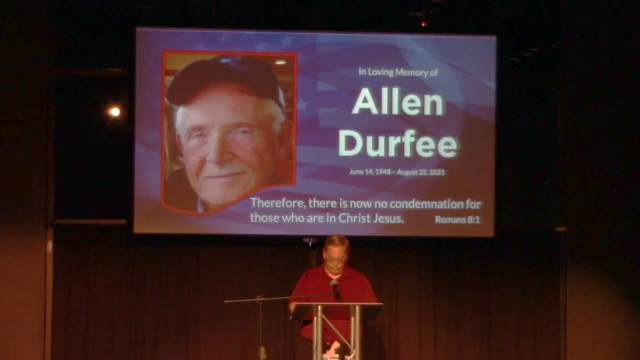 In Loving Memory of
Allen
Durfee
June 14, 1948 – August 22, 2021
Therefore, there is now no condemnation for
those who are in Christ Jesus.
Romans 8:1